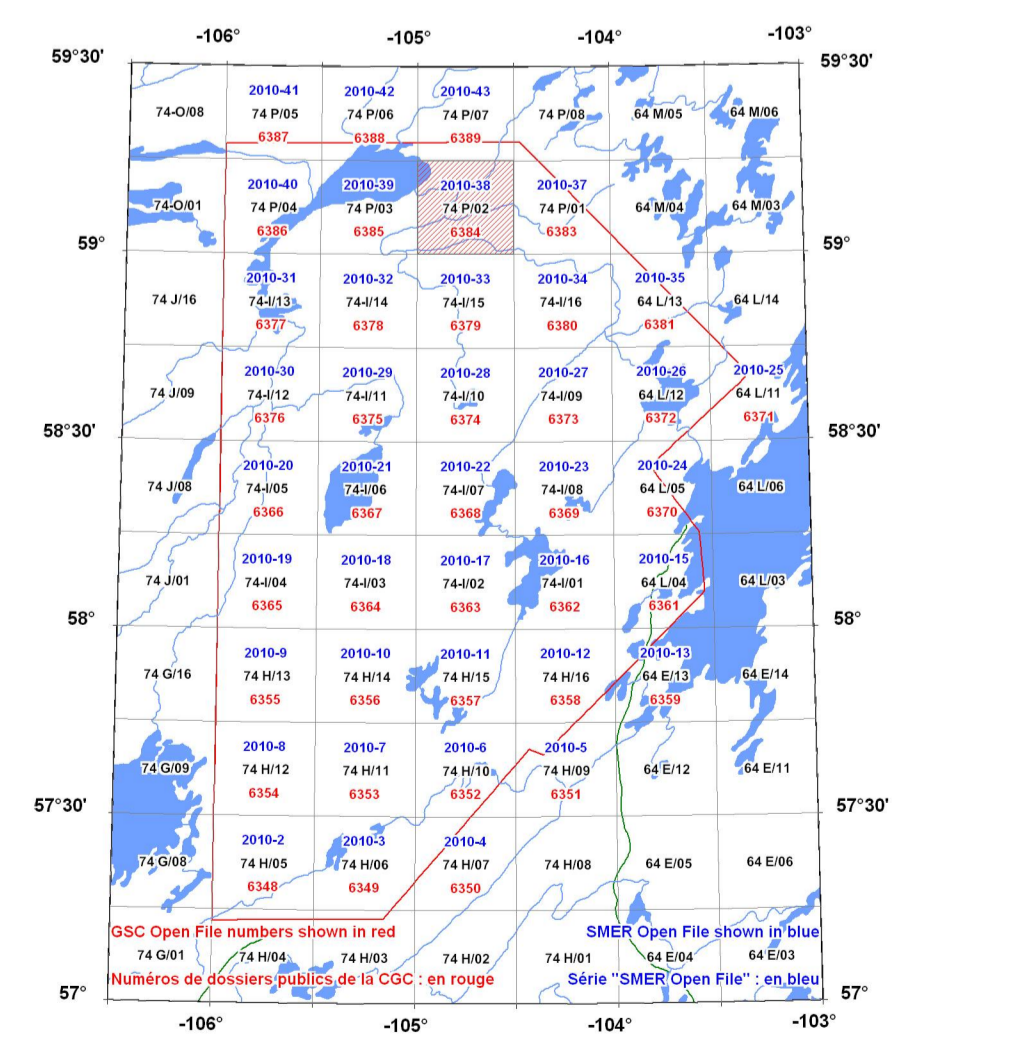 -106° -105° -104° -103°
59°30' 59°30'
2010-41 2010-42 2010-43
74-O/08 74 P/05 74 P/06 74 P/07 74 P/08 64 M/05 64 M/06
6387 6388 6389
2010-40 2010-39 2010-38 2010-37
74-O/01 74 P/04 74 P/03 74 P/02 74 P/01 64 M/04 64 M/03
6386 6385 6384 6383
59° 59°
2010-31 2010-32 2010-33 2010-34 2010-35
74 J/16 74-I/13 74-I/14 74-I/15 74-I/16 64 L/13 64 L/14
6377 6378 6379 6380 6381
2010-30 2010-29 2010-28 2010-27 2010-26 2010-25
74 J/09 74-I/12 74-I/11 74-I/10 74-I/09 64 L/12 64 L/11
6376 6375 6374 6373 6372 6371
58°30' 58°30'
2010-20 2010-21 2010-22 2010-23 2010-24
74 J/08 74-I/05 74-I/06 74-I/07 74-I/08 64 L/05 64 L/06
6366 6367 6368 6369 6370
2010-19 2010-18 2010-17 2010-16 2010-15
74 J/01 74-I/04 74-I/03 74-I/02 74-I/01 64 L/04 64 L/03
6365 6364 6363 6362 6361
58° 58°
2010-9 2010-10 2010-11 2010-12 2010-13
74 G/16 74 H/13 74 H/14 74 H/15 74 H/16 64 E/13 64 E/14
6355 6356 6357 6358 6359
2010-8 2010-7 2010-6 2010-5
74 G/09 74 H/12 74 H/11 74 H/10 74 H/09 64 E/12 64 E/11
6354 6353 6352 6351
57°30' 57°30'
2010-2 2010-3 2010-4
74 G/08 74 H/05 74 H/06 74 H/07 74 H/08 64 E/05 64 E/06
6348 6349 6350
GSC Open File numbers shown in red SMER Open File shown in blue
74 G/01 74 H/04 74 H/03 74 H/02 74 H/01 64 E/04 64 E/03
Numéros de dossiers publics de la CGC : en rouge Série "SMER Open File" : en bleu
57° 57°
-106° -105° -104° -103°